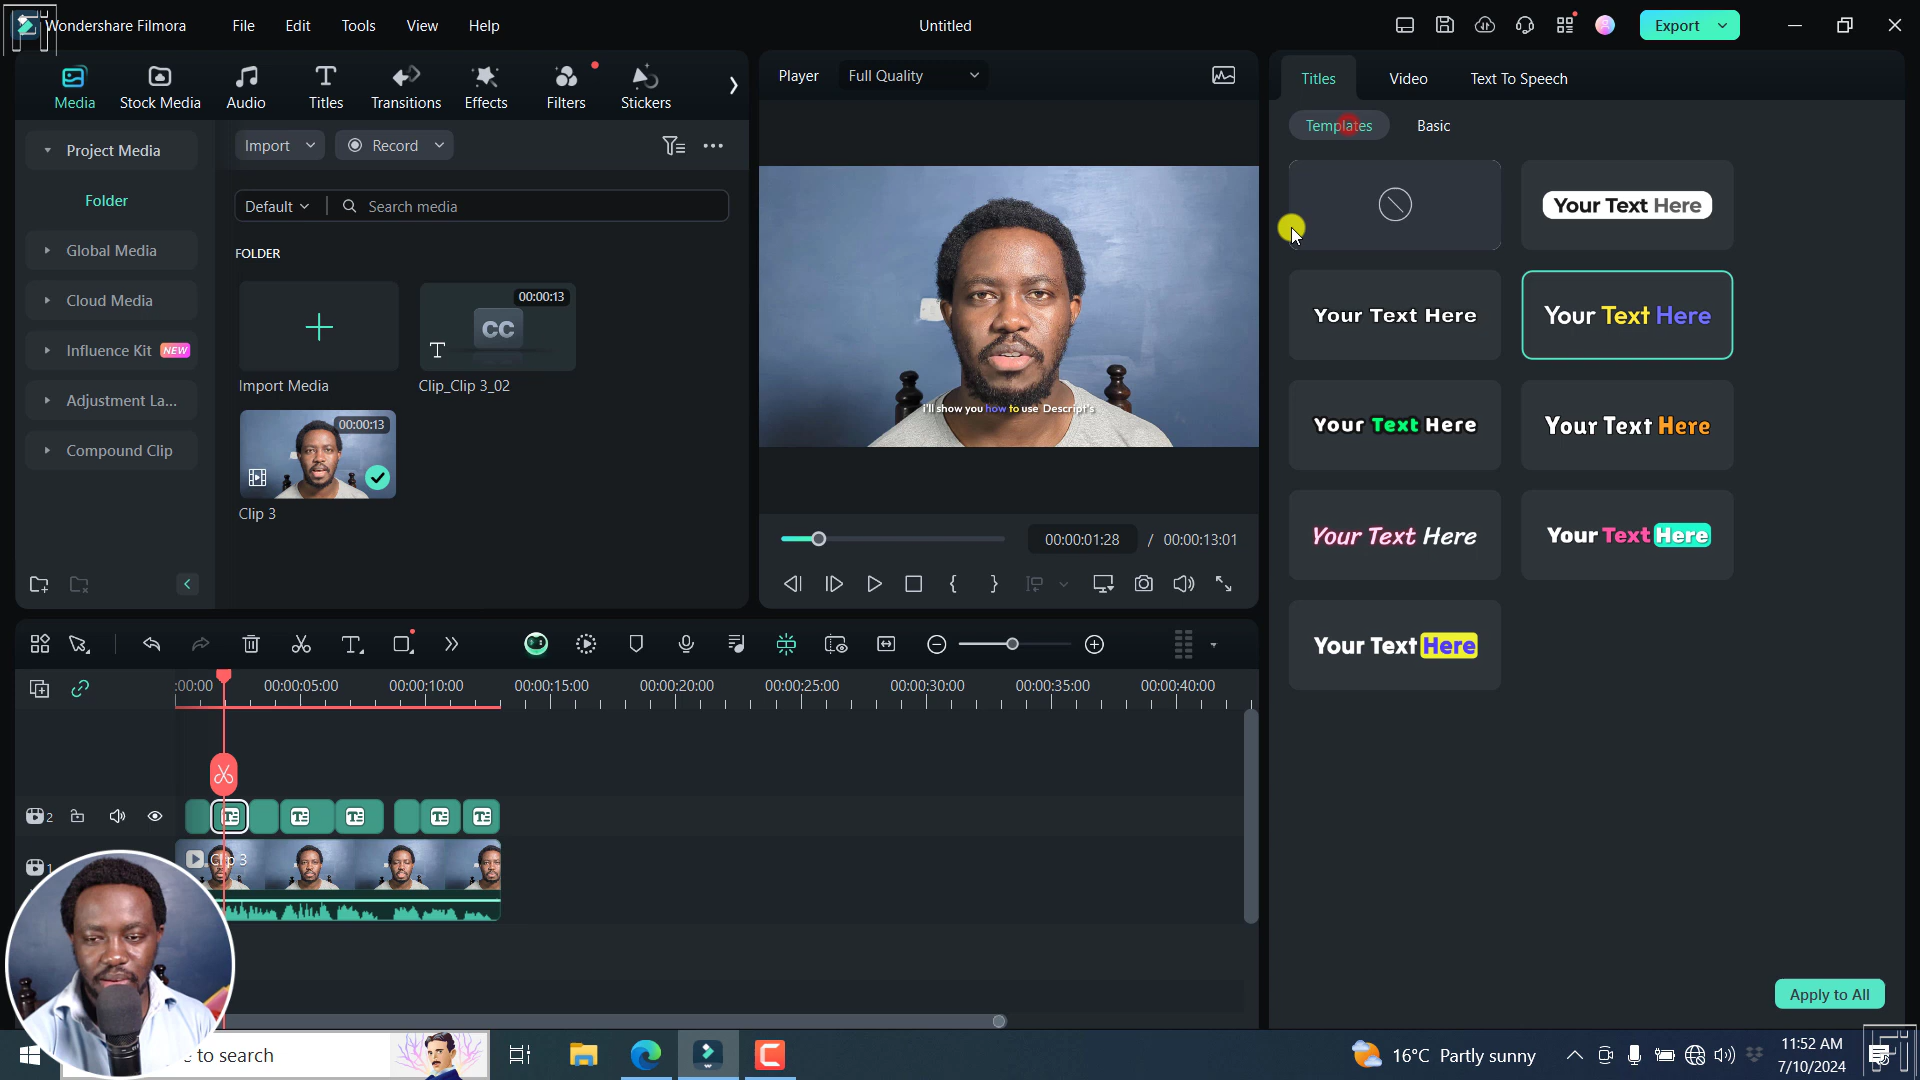 Wondershare Filmora
File
Edit
Tools
View
Help
Untitled
Export
Media
Stock Media
Audio
Titles
Transitions
Effects
Filters
Stickers
Player
Full Quality
Titles
Video
Text To Speech
Templates
Basic
Project Media
Folder
Global Media
Cloud Media
Influence Kit NEW
Adjustment La...
Compound Clip
Import
Record
Default
Search media
FOLDER
Import Media
00:00:13
CC
T
Clip_Clip 3_02
00:00:13
Clip 3
I'll show you how to use Descript's
00:00:01:28 / 00:00:13:01
Your Text Here
Your Text Here
Your Text Here
Your Text Here
Your Text Here
Your Text Here
Your Text Here
Your Text Here
Apply to All
:00:00
00:00:05:00
00:00:10:00
00:00:15:00
00:00:20:00
00:00:25:00
00:00:30:00
00:00:35:00
00:00:40:00
2
Clip 3
1
e to search
16°C Partly sunny
11:52 AM
7/10/2024